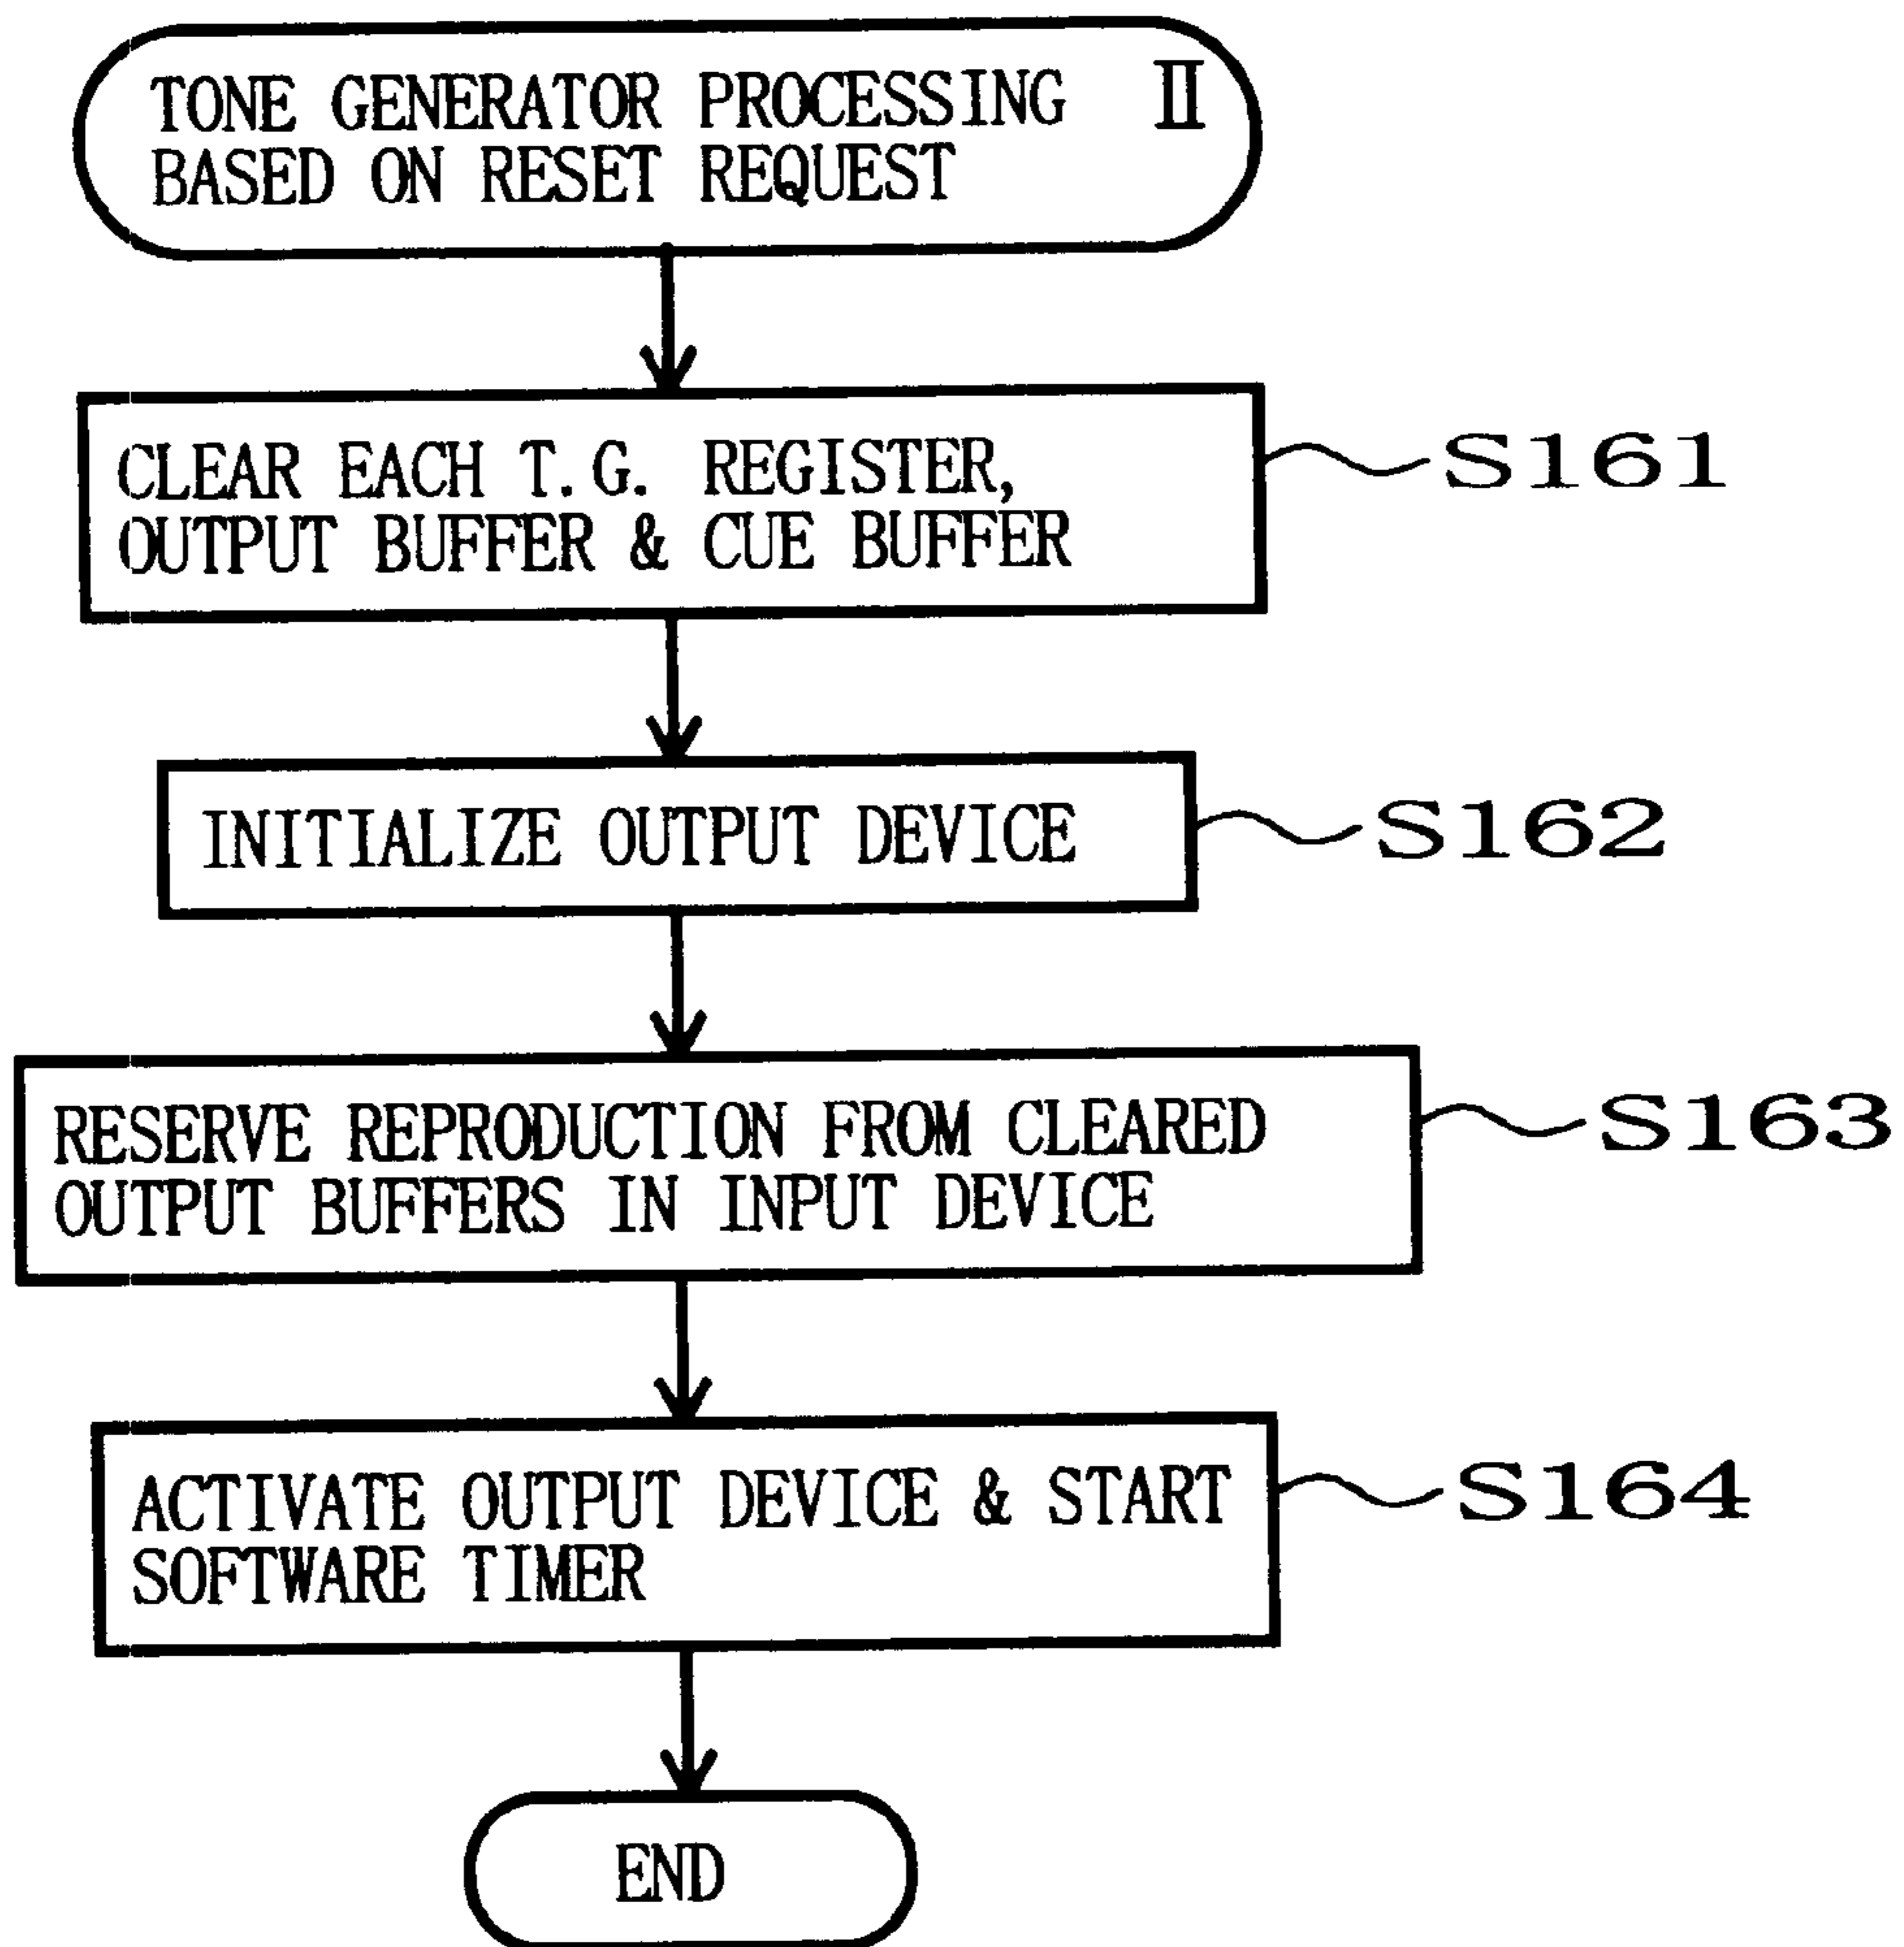 TONE GENERATOR PROCESSING II
BASED ON RESET REQUEST
CLEAR EACH T. G. REGISTER,
OUTPUT BUFFER & CUE BUFFER
S161
INITIALIZE OUTPUT DEVICE
S162
RESERVE REPRODUCTION FROM CLEARED
OUTPUT BUFFERS IN INPUT DEVICE
S163
ACTIVATE OUTPUT DEVICE & START
SOFTWARE TIMER
S164
END